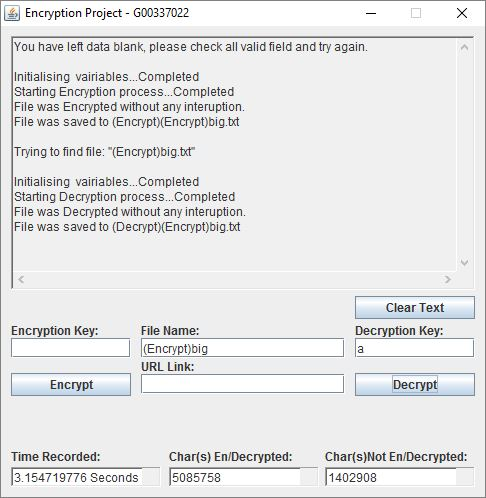 Encryption Project - G00337022
You have left data blank, please check all valid field and try again.
Initialising  vairiables...Completed
Starting Encryption process...Completed
File was Encrypted without any interuption.
File was saved to (Encrypt)(Encrypt)big.txt
Trying to find file: "(Encrypt)big.txt"
Initialising  vairiables...Completed
Starting Decryption process...Completed
File was Decrypted without any interuption.
File was saved to (Decrypt)(Encrypt)big.txt
Clear Text
Encryption Key: File Name: Decryption Key:
(Encrypt)big a
URL Link:
Encrypt Decrypt
Time Recorded: Char(s) En/Decrypted: Char(s)Not En/Decrypted:
3.154719776 Seconds 5085758 1402908